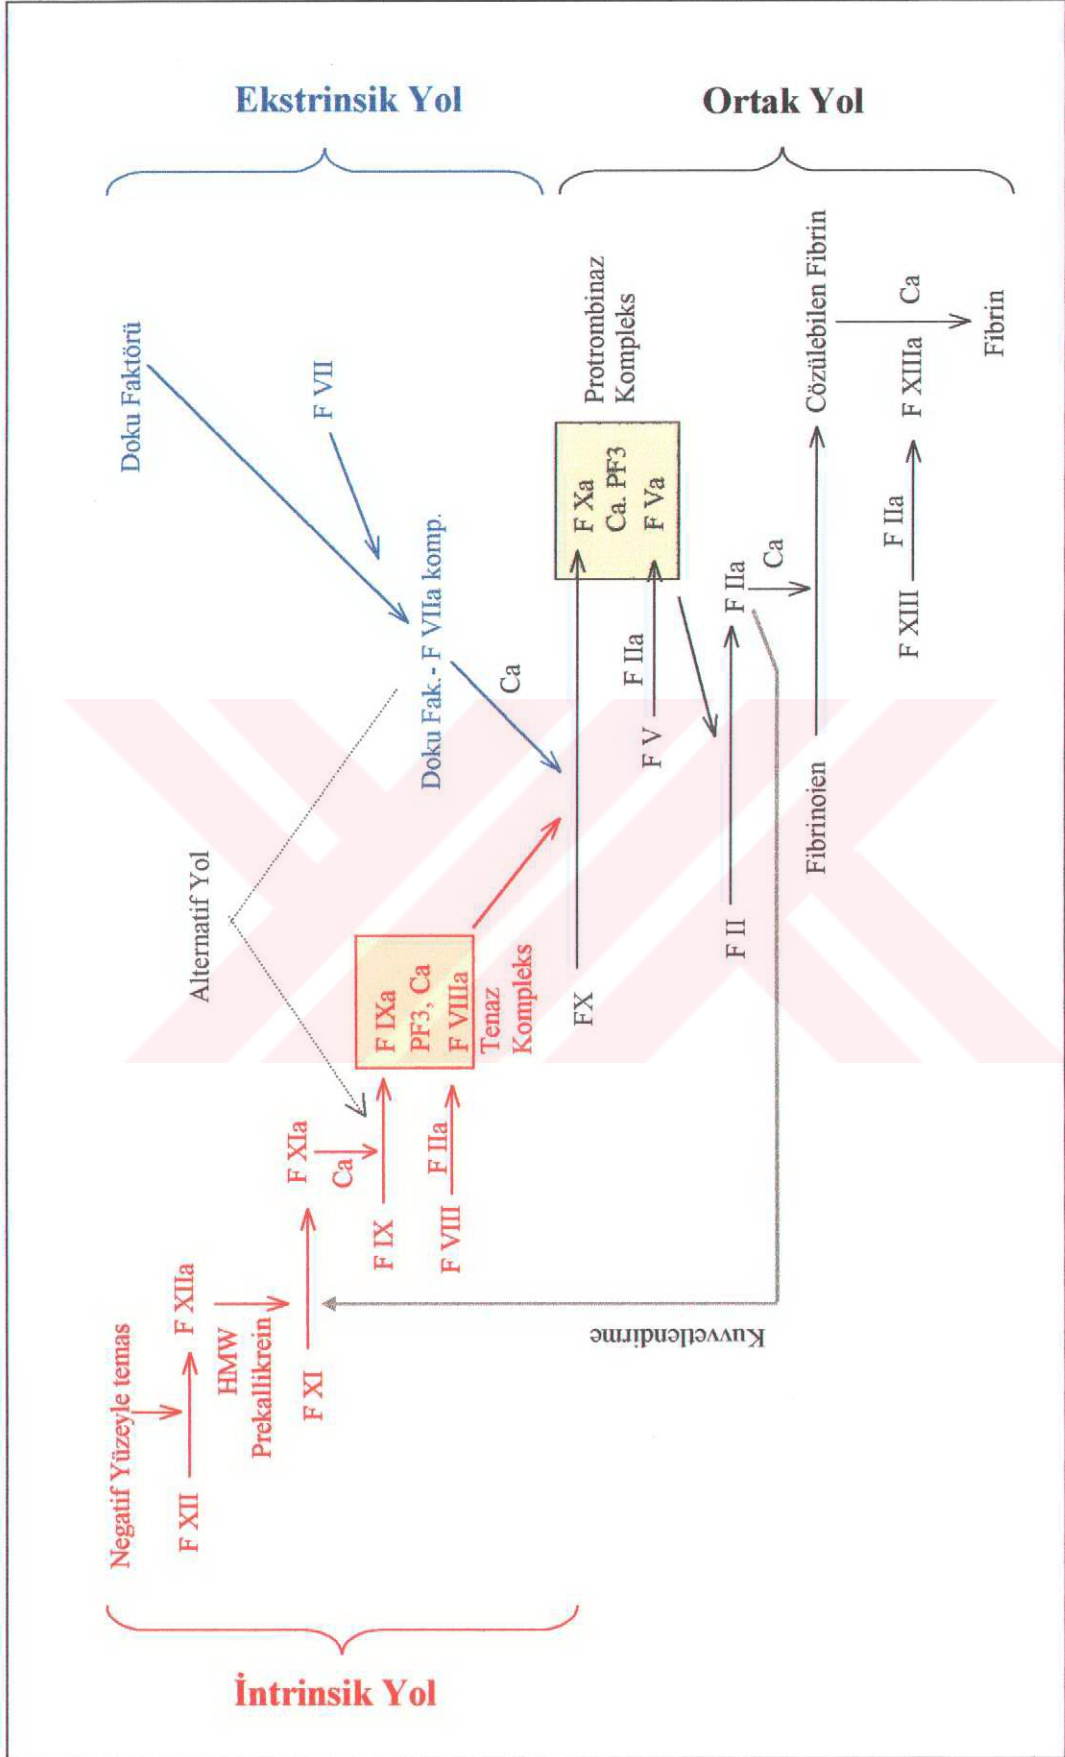 Ekstrinsik Yol
Ortak Yol
İntrinsik Yol
Negatif Yüzeyle temas
F XII
F XIIa
HMW
Prekallikrein
F XI
F XIa
Ca
F IX
F VIII
F IIa
F IXa
PF3, Ca
F VIIIa
Tenaz
Kompleks
Alternatif Yol
Doku Faktörü
F VII
Doku Fak.- F VIIa komp.
Ca
FX
F Xa
Ca. PF3
F Va
Protrombinaz
Kompleks
F V
F IIa
F II
F IIa
Ca
Kuvvetlendirme
Fibrinojen
Cözülebilen Fibrin
F XIII
F IIa
F XIIIa
Ca
Fibrin